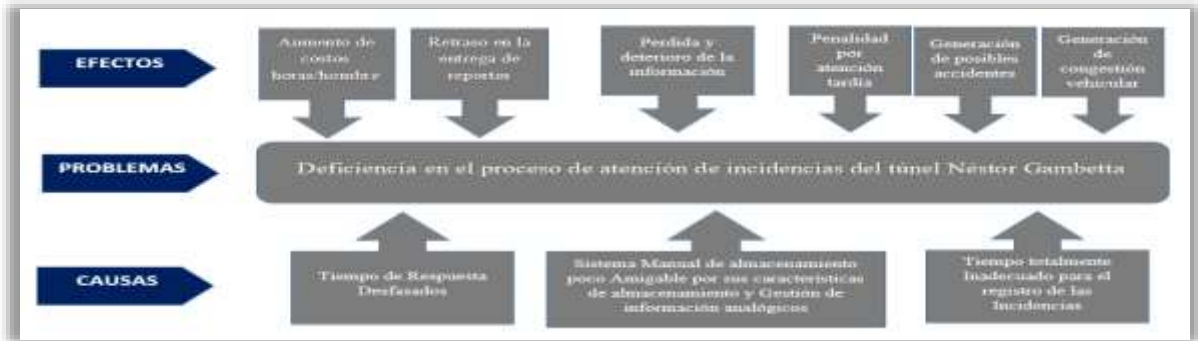 EFECTOS
Aumento de
costos
horas/hombre
Retraso en la
entrega de
reportes
Perdida y
deterioro de la
información
Penalidad
por
atención
tardía
Generación
de posibles
accidentes
Generación
de
congestión
vehicular
PROBLEMAS
Deficiencia en el proceso de atención de incidencias del túnel Néstor Gambetta
CAUSAS
Tiempo de Respuesta
Desfasados
Sistema Manual de almacenamiento
poco Amigable por sus características
de almacenamiento y Gestión de
información analógicos
Tiempo totalmente
Inadecuado para el
registro de las
Incidencias